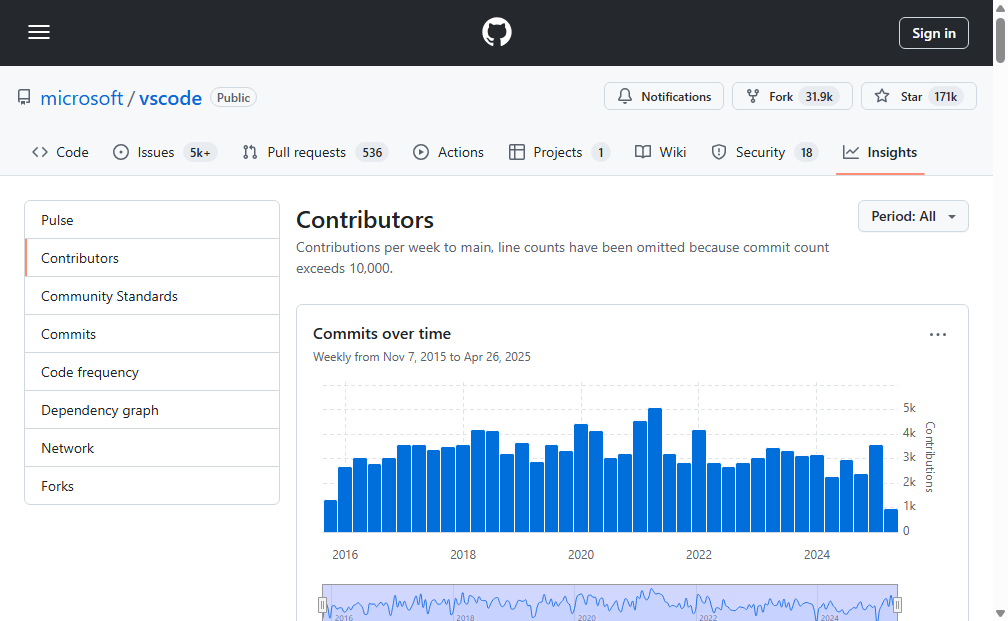 Sign in
microsoft / vscode Public
Notifications
Fork 31.9k
Star 171k
Code
Issues 5k+
Pull requests 536
Actions
Projects 1
Wiki
Security 18
Insights
Pulse
Contributors
Community Standards
Commits
Code frequency
Dependency graph
Network
Forks
Contributors
Period: All
Contributions per week to main, line counts have been omitted because commit count
exceeds 10,000.
Commits over time
Weekly from Nov 7, 2015 to Apr 26, 2025
5k
4k
3k
2k
1k
0
Contributions
2016 2018 2020 2022 2024
2016 2018 2020 2022 2024